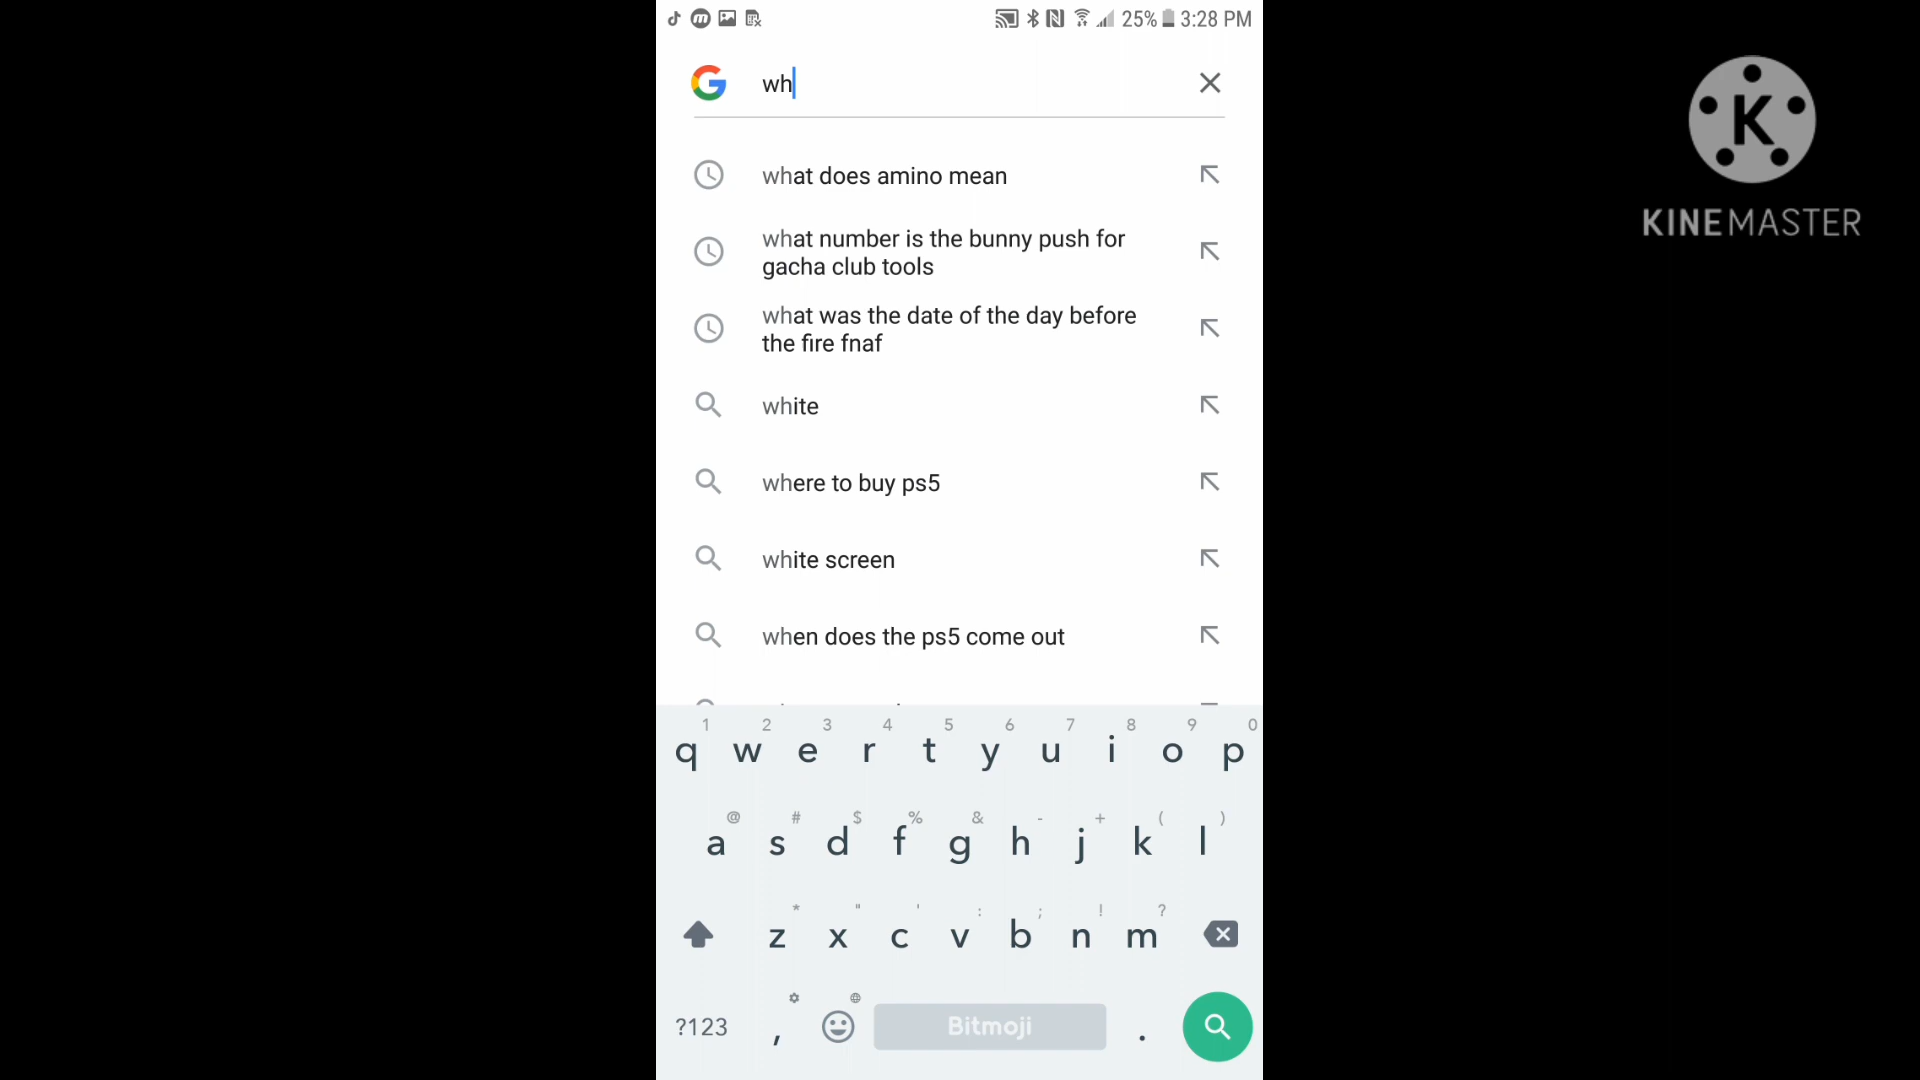 25% 3:28 PM
wh
what does amino mean
what number is the bunny push for
gacha club tools
what was the date of the day before
the fire fnaf
white
where to buy ps5
white screen
when does the ps5 come out
1 2 3 4 5 6 7 8 9 0
q w e r t y u i o p
@ # $ % & - + ( )
a s d f g h j k l
* " ' : ; ! ?
z x c v b n m
?123 , Bitmoji .
K
KINEMASTER